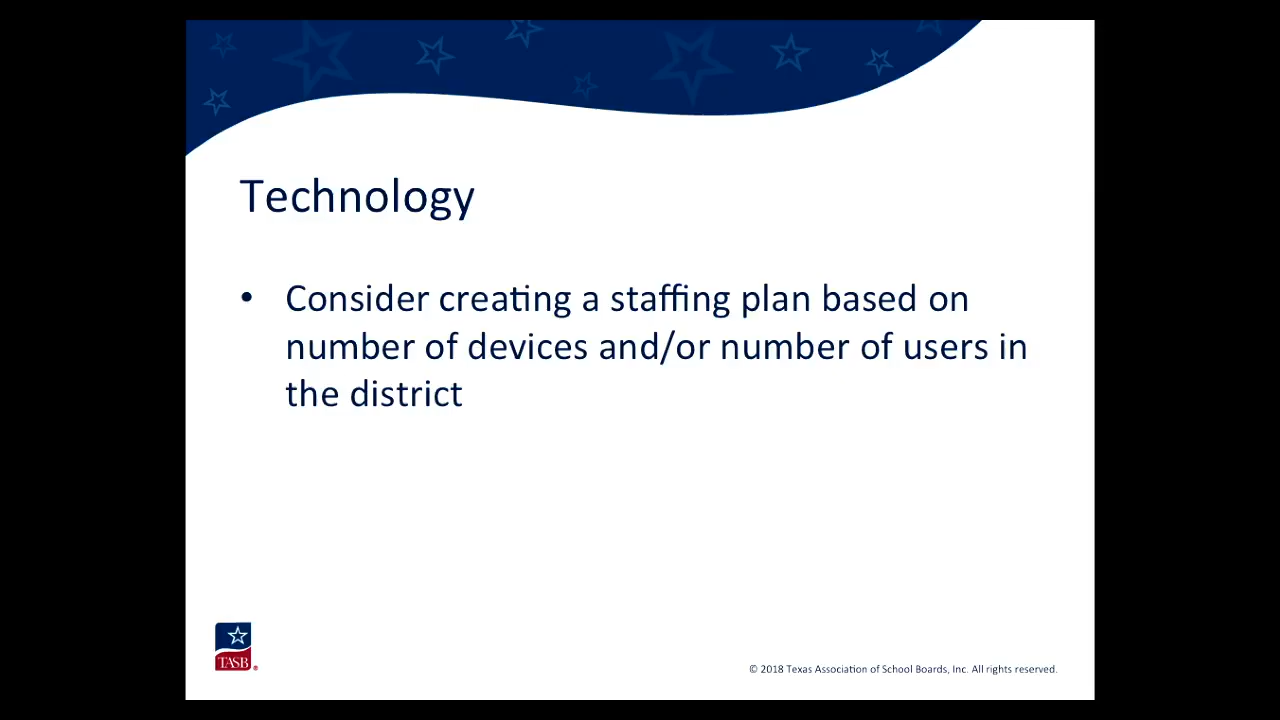 Technology
• Consider creating a staffing plan based on
number of devices and/or number of users in
the district
TASB®
© 2018 Texas Association of School Boards, Inc. All rights reserved.